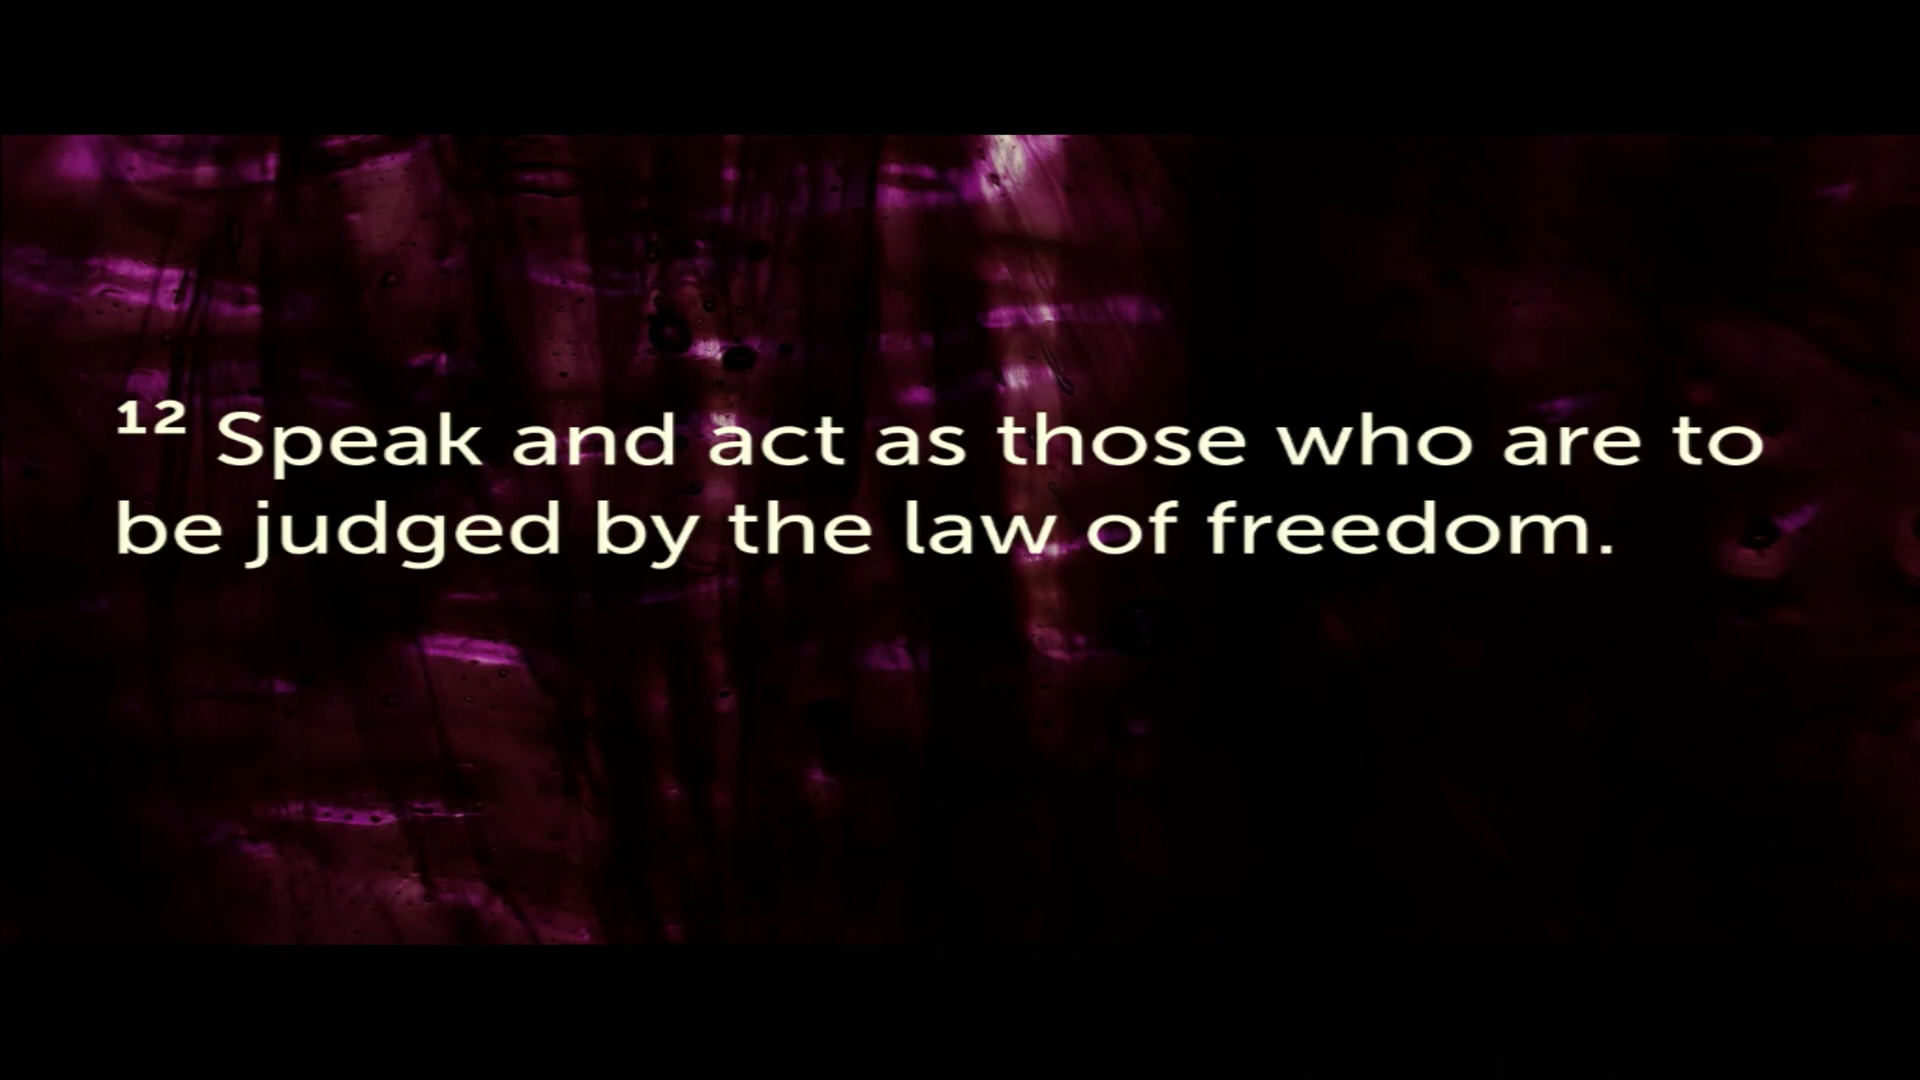 ¹² Speak and act as those who are to
be judged by the law of freedom.